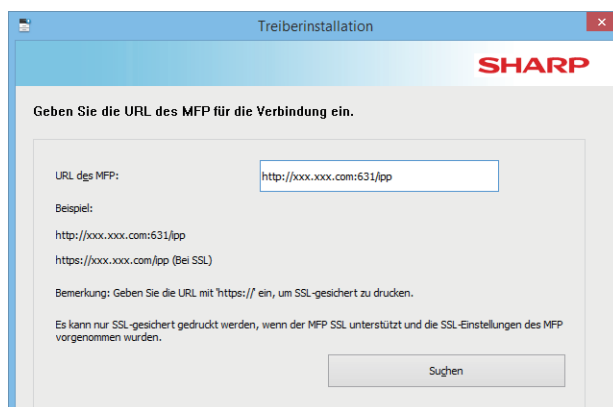 Treiberinstallation
SHARP
Geben Sie die URL des MFP für die Verbindung ein.
URL des MFP:
http://xxx.xxx.com:631/ipp
Beispiel:
http://xxx.xxx.com:631/ipp
https://xxx.xxx.com/ipp (Bei SSL)
Bemerkung: Geben Sie die URL mit 'https://' ein, um SSL-gesichert zu drucken.
Es kann nur SSL-gesichert gedruckt werden, wenn der MFP SSL unterstützt und die SSL-Einstellungen des MFP
vorgenommen wurden.
Suchen